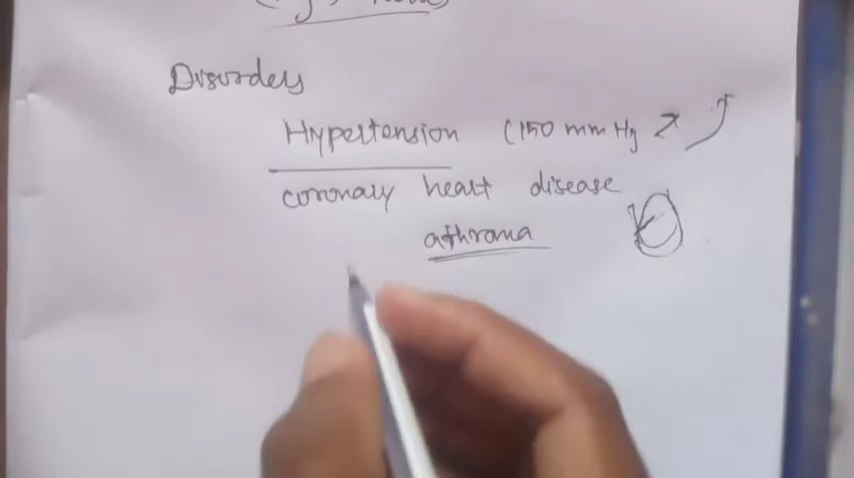 Disorders
Hypertension (150 mm Hg
coronary heart disease
athroma